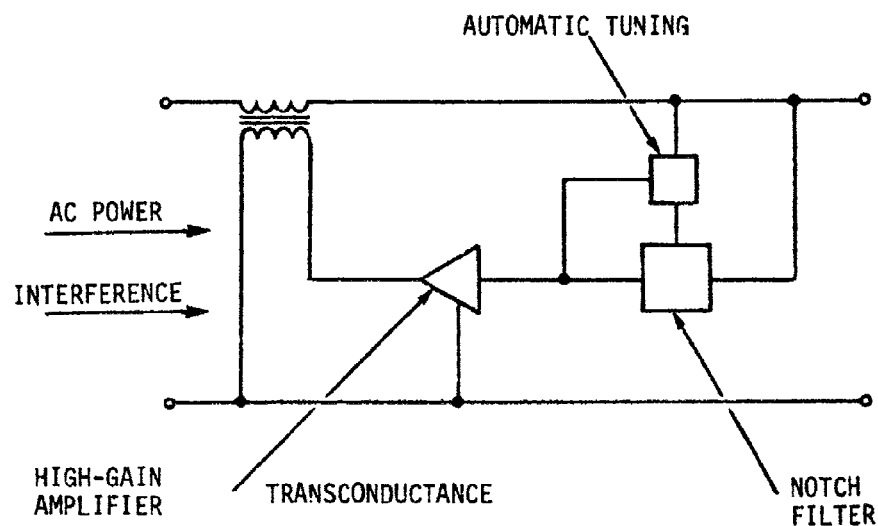 AUTOMATIC TUNING
AC POWER
INTERFERENCE
HIGH-GAIN
AMPLIFIER
TRANSCONDUCTANCE
NOTCH
FILTER